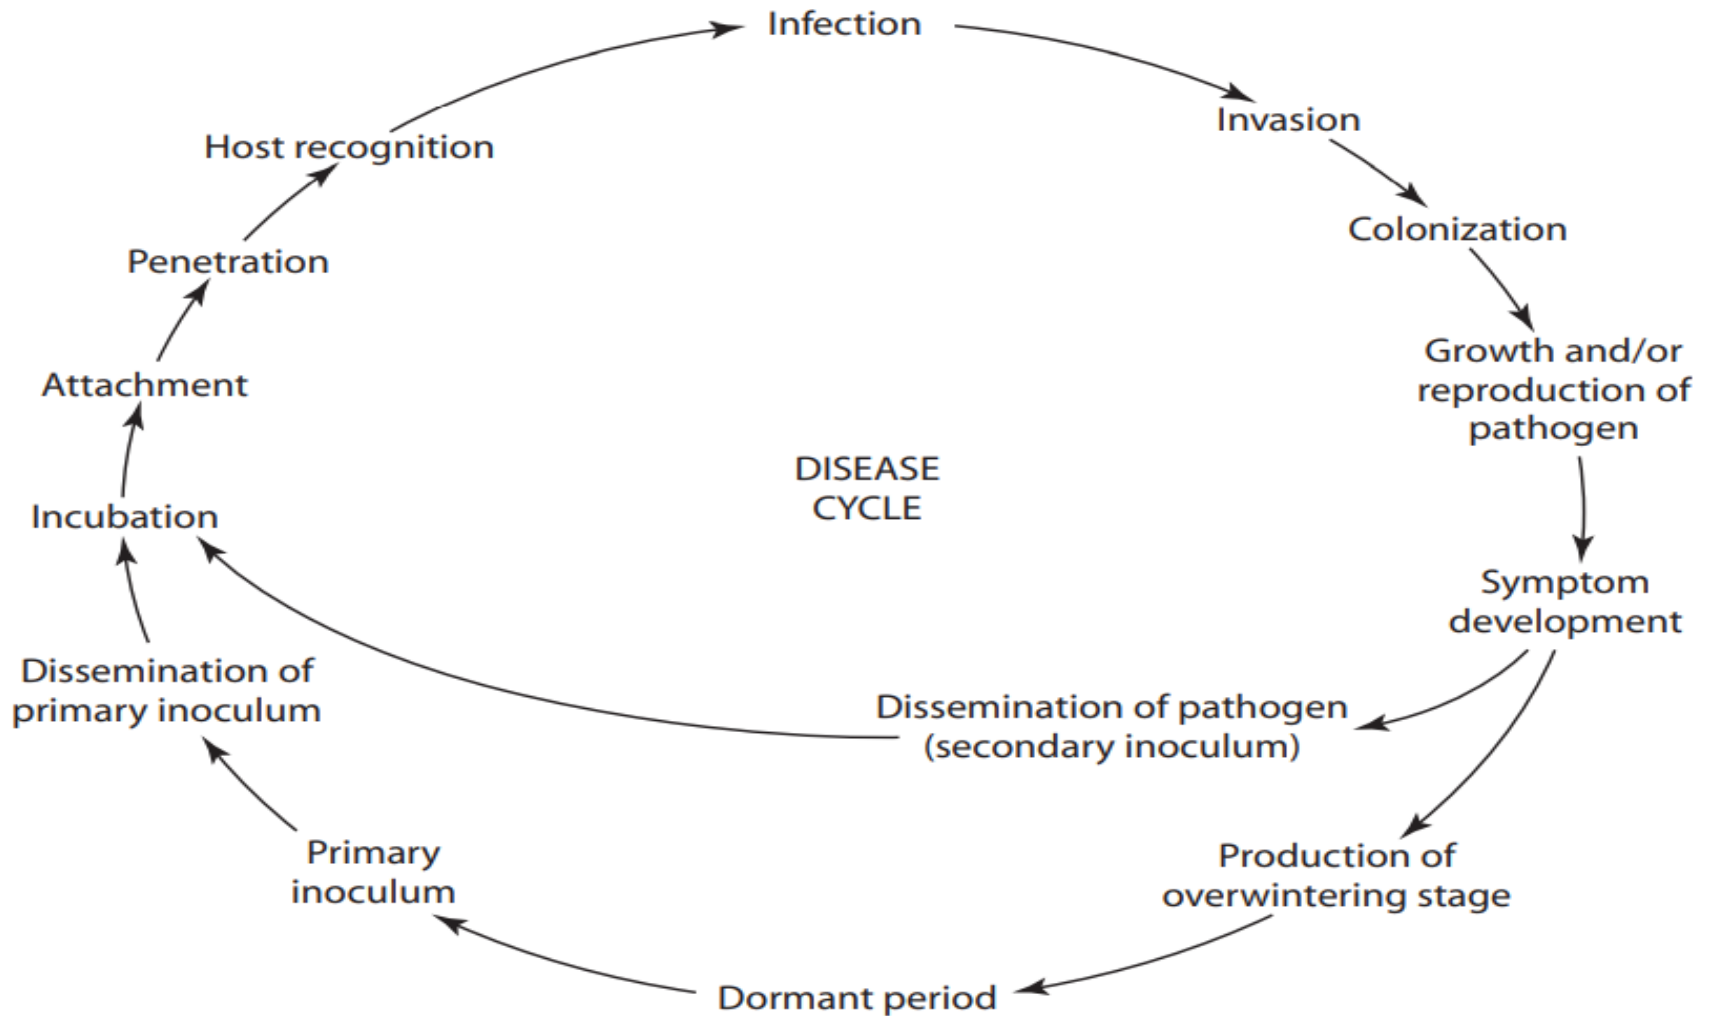 Infection
Invasion
Host recognition
Colonization
Penetration
Growth and/or
reproduction of
pathogen
Attachment
DISEASE
CYCLE
Incubation
Symptom
development
Dissemination of
primary inoculum
Dissemination of pathogen
(secondary inoculum)
Primary
inoculum
Production of
overwintering stage
Dormant period